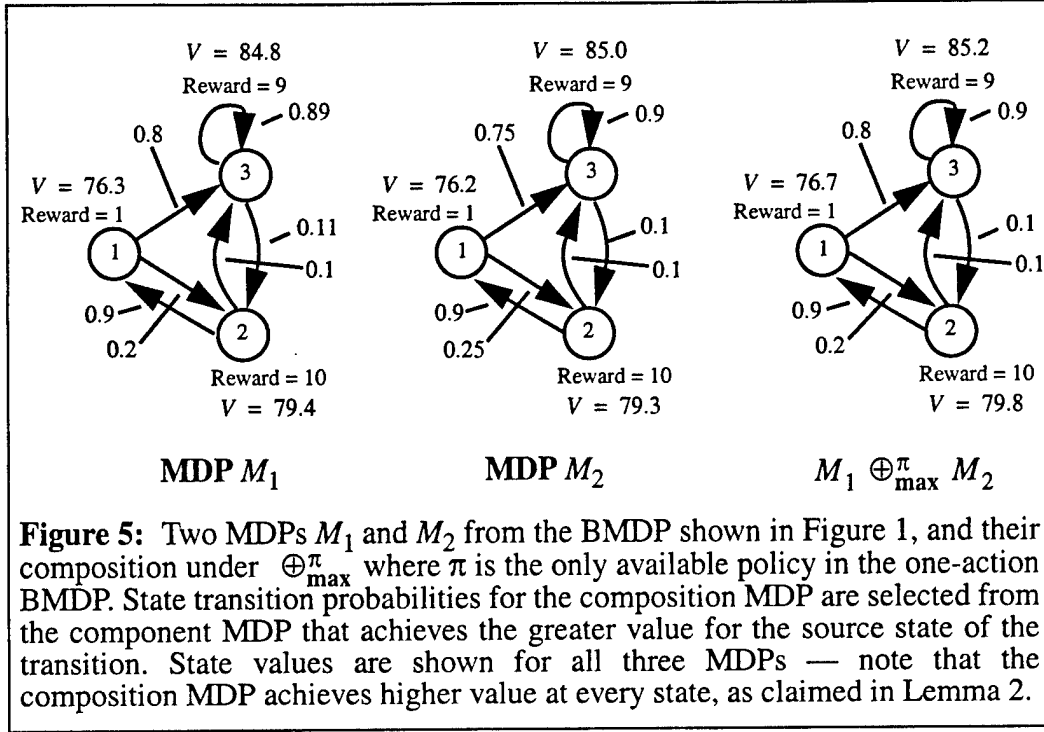 V = 84.8
Reward = 9
0.89
0.8
3
V = 76.3
Reward = 1
1
0.11
0.1
0.9
0.2
2
Reward = 10
V = 79.4
MDP M1
V = 85.0
Reward = 9
0.9
0.75
3
V = 76.2
Reward = 1
1
0.1
0.1
0.9
0.25
2
Reward = 10
V = 79.3
MDP M2
V = 85.2
Reward = 9
0.9
0.8
3
V = 76.7
Reward = 1
1
0.1
0.1
0.9
0.2
2
Reward = 10
V = 79.8
M1 ⊕πmax M2
Figure 5: Two MDPs M1 and M2 from the BMDP shown in Figure 1, and their
composition under ⊕πmax where π is the only available policy in the one-action
BMDP. State transition probabilities for the composition MDP are selected from
the component MDP that achieves the greater value for the source state of the
transition. State values are shown for all three MDPs — note that the
composition MDP achieves higher value at every state, as claimed in Lemma 2.